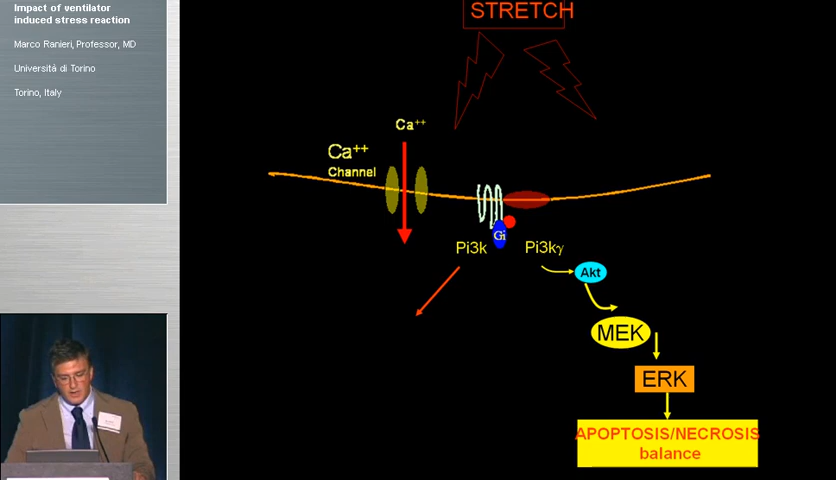 Impact of ventilator
induced stress reaction
Marco Ranieri, Professor, MD
Universitá di Torino
Torino, Italy
STRETCH
Ca++
Ca++
Channel
Gi
Pi3k
Pi3kγ
Akt
MEK
ERK
APOPTOSIS/NECROSIS
balance